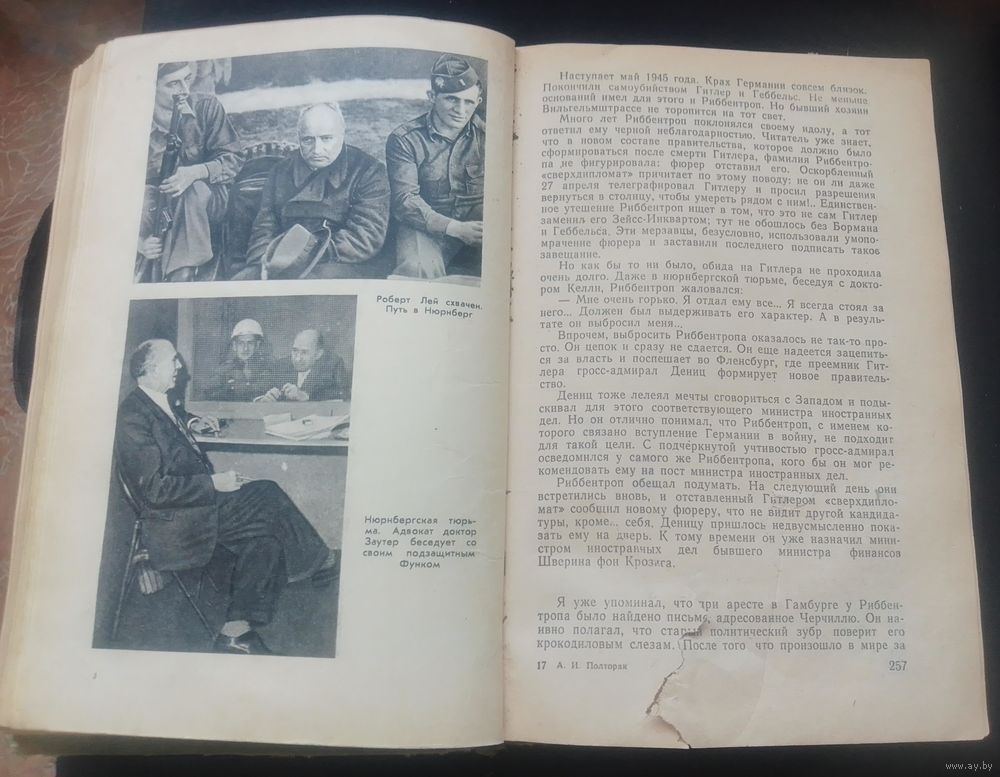 Роберт Лей схвачен.
Путь в Нюрнберг
Нюрнбергская тюрь-
ма. Адвокат доктор
Заутер беседует со
своим подзащитным
Функом
Наступает май 1945 года. Крах Германии совсем близок.
Покончили самоубийством Гитлер и Геббельс. Не меньше
оснований имел для этого и Риббентроп. Но бывший хозяин
Вильгельмштрассе не торопится на тот свет.
Много лет Риббентроп поклонялся своему идолу, а тот
ответил ему черной неблагодарностью. Читатель уже знает,
что в новом составе правительства, которое должно было
сформироваться после смерти Гитлера, фамилия Риббентро-
па не фигурировала: фюрер отставил его. Оскорбленный
«сверхдипломат» причитает по этому поводу: не он ли даже
27 апреля телеграфировал Гитлеру и просил разрешения
вернуться в столицу, чтобы умереть рядом с ним!.. Единствен-
ное утешение Риббентроп ищет в том, что это не сам Гитлер
заменил его Зейсс-Инквартом; тут не обошлось без Бормана
и Геббельса. Эти мерзавцы, безусловно, использовали умопо-
мрачение фюрера и заставили последнего подписать такое
завещание.
Но как бы то ни было, обида на Гитлера не проходила
очень долго. Даже в нюрнбергской тюрьме, беседуя с докто-
ром Келли, Риббентроп жаловался:
— Мне очень горько. Я отдал ему все... Я всегда стоял за
него... Должен был выдерживать его характер. А в резуль-
тате он выбросил меня...
Впрочем, выбросить Риббентропа оказалось не так-то про-
сто. Он цепок и сразу не сдается. Он еще надеется зацепить-
ся за власть и поспешает во Фленсбург, где преемник Гит-
лера гросс-адмирал Дениц формирует новое правитель-
ство.
Дениц тоже лелеял мечты сговориться с Западом и поды-
скивал для этого соответствующего министра иностранных
дел. Но он отлично понимал, что Риббентроп, с именем ко-
торого связано вступление Германии в войну, не подходит
для такой цели. С подчёркнутой учтивостью гросс-адмирал
осведомился у самого же Риббентропа, кого бы он мог ре-
комендовать ему на пост министра иностранных дел.
Риббентроп обещал подумать. На следующий день они
встретились вновь, и отставленный Гитлером «сверхдипло-
мат» сообщил новому фюреру, что не видит другой кандида-
туры, кроме... себя. Деницу пришлось недвусмысленно пока-
зать ему на дверь. К тому времени он уже назначил мини-
стром иностранных дел бывшего министра финансов
Шверина фон Крозига.
Я уже упоминал, что при аресте в Гамбурге у Риббен-
тропа было найдено письмо, адресованное Черчиллю. Он на-
ивно полагал, что старый политический зубр поверит его
крокодиловым слезам. После того что произошло в мире за
17 А. И. Полторак
257
www.ay.by